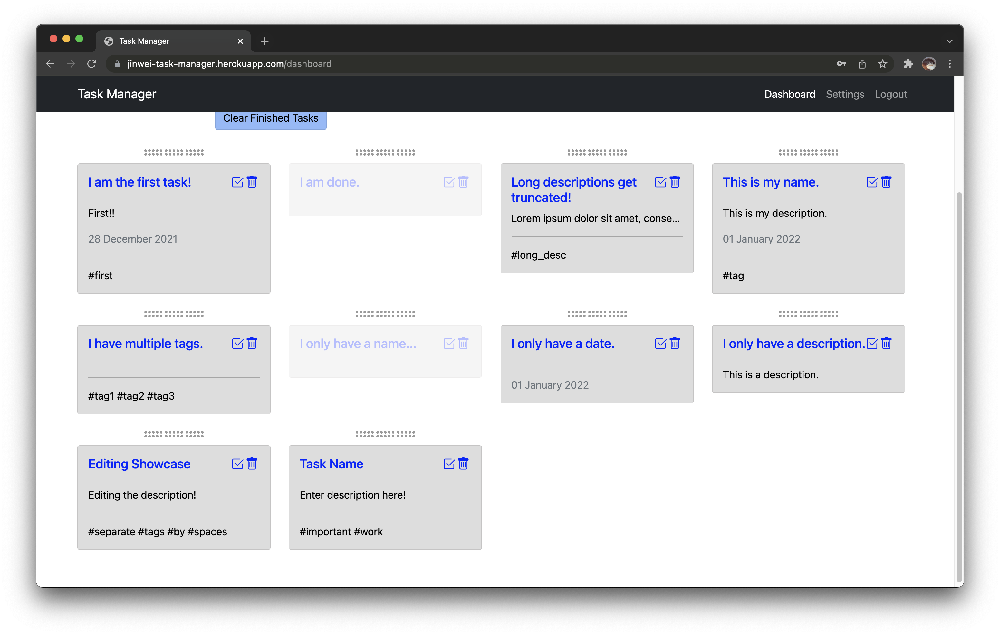 Task Manager
jinwei-task-manager.herokuapp.com/dashboard
Task Manager
Dashboard Settings Logout
Clear Finished Tasks
I am the first task!
First!!
28 December 2021
#first
I am done.
Long descriptions get
truncated!
Lorem ipsum dolor sit amet, conse...
#long_desc
This is my name.
This is my description.
01 January 2022
#tag
I have multiple tags.
#tag1 #tag2 #tag3
I only have a name...
I only have a date.
01 January 2022
I only have a description.
This is a description.
Editing Showcase
Editing the description!
#separate #tags #by #spaces
Task Name
Enter description here!
#important #work